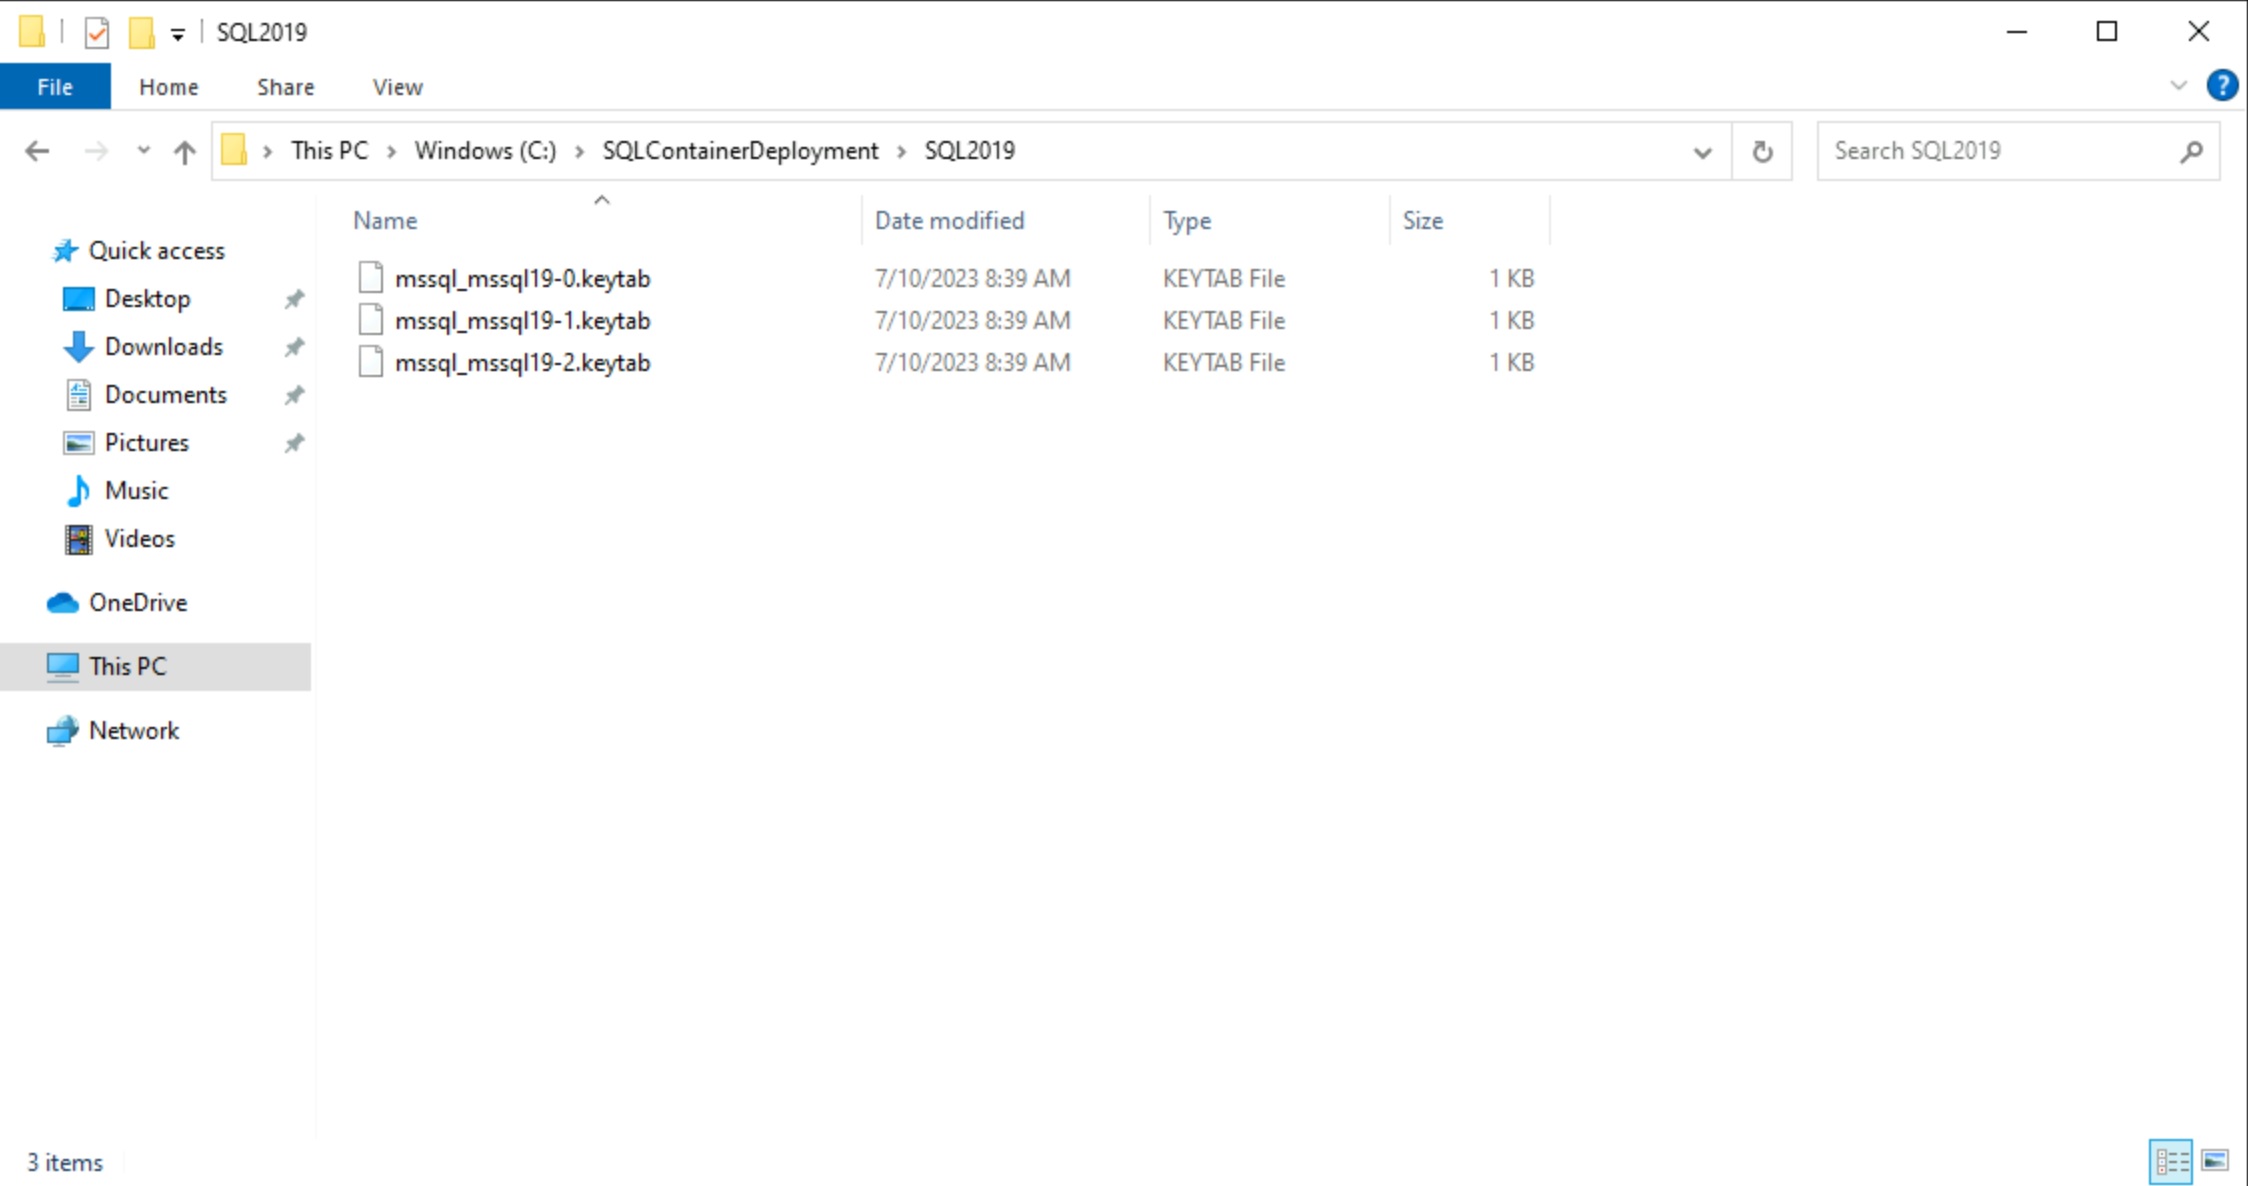 SQL2019
File Home Share View
This PC Windows (C:) SQLContainerDeployment SQL2019
Search SQL2019
Name Date modified Type Size
Quick access
Desktop
Downloads
Documents
Pictures
Music
Videos
OneDrive
This PC
Network
mssql_mssql19-0.keytab 7/10/2023 8:39 AM KEYTAB File 1 KB
mssql_mssql19-1.keytab 7/10/2023 8:39 AM KEYTAB File 1 KB
mssql_mssql19-2.keytab 7/10/2023 8:39 AM KEYTAB File 1 KB
3 items